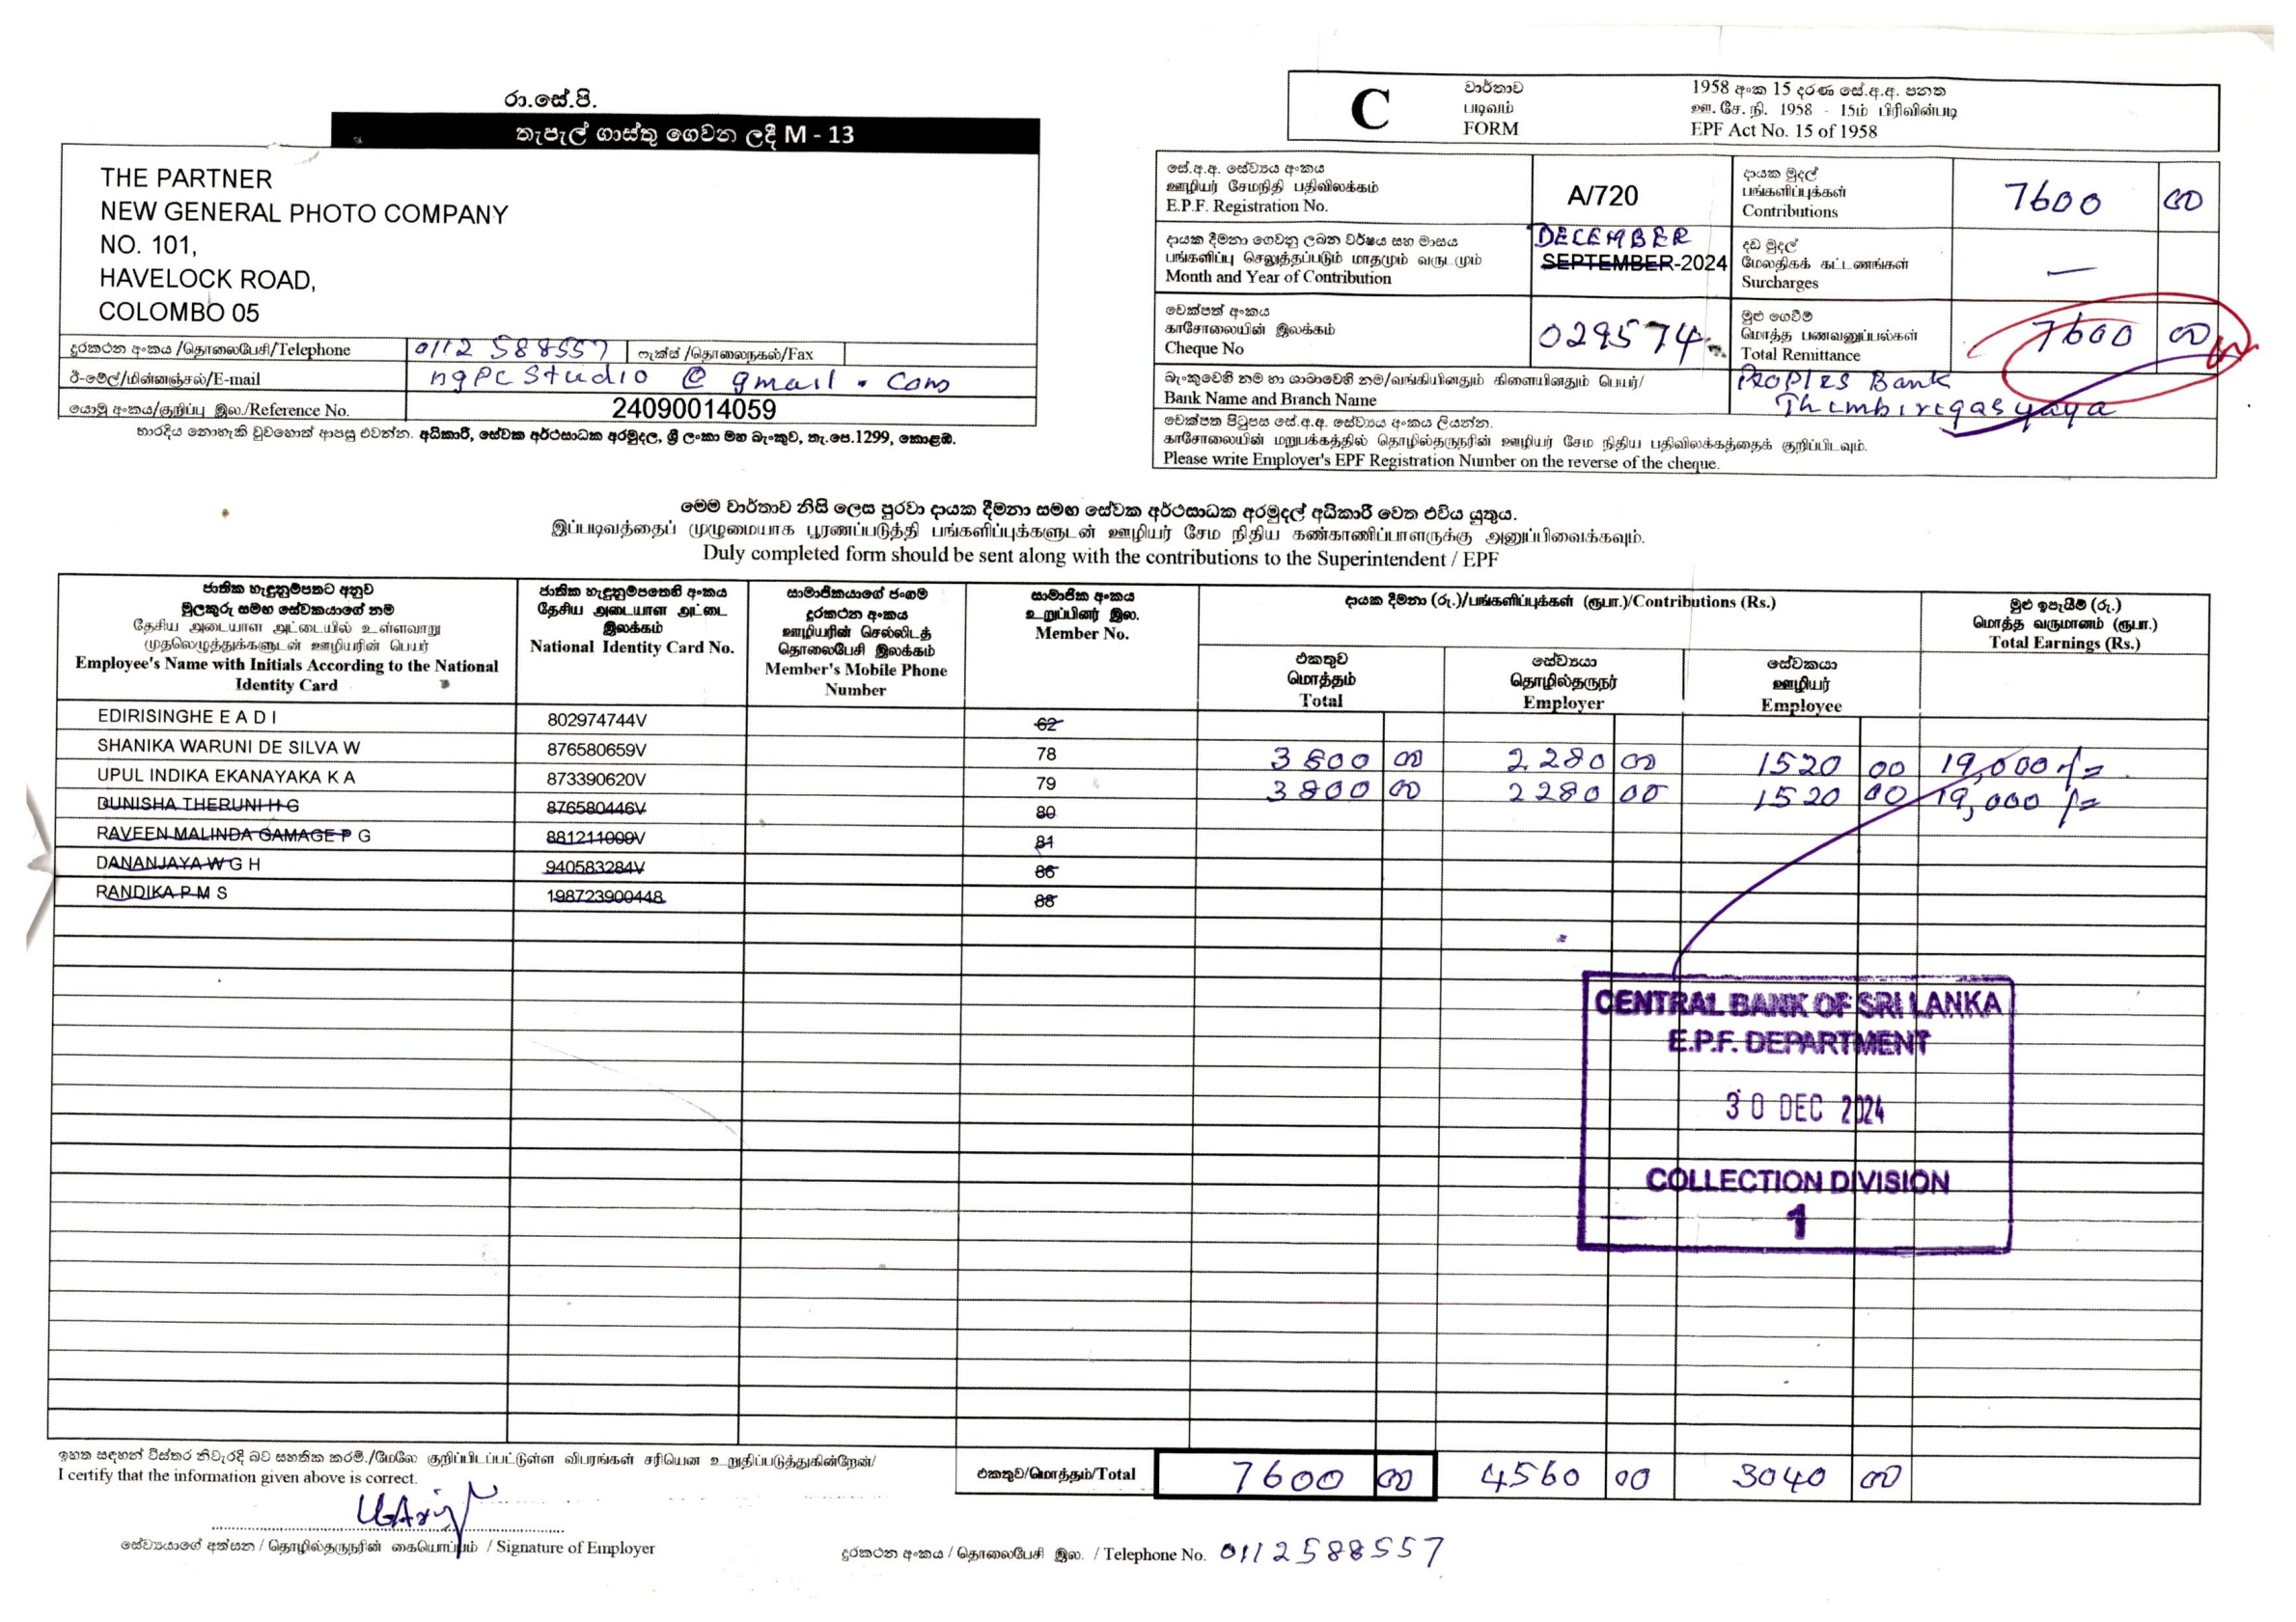 රා.සේ.පි.
තැපැල් ගාස්තු ගෙවන ලදී M - 13
THE PARTNER
NEW GENERAL PHOTO COMPANY
NO. 101,
HAVELOCK ROAD,
COLOMBO 05
දුරකථන අංකය /தொலைபேசி/Telephone 0112 588557 ෆැක්ස් /தொலைநகல்/Fax
ඊ-මේල්/மின்னஞ்சல்/E-mail ngpcstudio @ gmail . com
යොමු අංකය/குறிப்பு இல./Reference No. 24090014059
භාරදිය නොහැකි වුවහොත් ආපසු එවන්න. අධිකාරී, සේවක අර්ථසාධක අරමුදල, ශ්‍රී ලංකා මහ බැංකුව, තැ.පෙ.1299, කොළඹ.
C
වාර්තාව
படிவம்
FORM
1958 අංක 15 දරණ සේ.අ.අ. පනත
ஊ. சே. நி. 1958 - 15ம் பிரிவின்படி
EPF Act No. 15 of 1958
සේ.අ.අ. සේව්‍යය අංකය
ஊழியர் சேமநிதி பதிவிலக்கம்
E.P.F. Registration No.
A/720
දායක මුදල්
பங்களிப்புக்கள்
Contributions
7600 00
දායක දීමනා ගෙවනු ලබන වර්ෂය සහ මාසය
பங்களிப்பு செலுத்தப்படும் மாதமும் வருடமும்
Month and Year of Contribution
DECEMBER
SEPTEMBER-2024
දඩ මුදල්
மேலதிகக் கட்டணங்கள்
Surcharges
—
චෙක්පත් අංකය
காசோலையின் இலக்கம்
Cheque No
029574
මුළු ගෙවීම්
மொத்த பணவனுப்பல்கள்
Total Remittance
7600 00
බැංකුවෙහි නම හා ශාඛාවෙහි නම/வங்கியினதும் கிளையினதும் பெயர்/
Bank Name and Branch Name
Peoples Bank
Thimbirigasyaya
චෙක්පත පිටුපස සේ.අ.අ. සේව්‍යය අංකය ලියන්න.
காசோலையின் மறுபக்கத்தில் தொழில்தருநரின் ஊழியர் சேம நிதிய பதிவிலக்கத்தைக் குறிப்பிடவும்.
Please write Employer's EPF Registration Number on the reverse of the cheque.
මෙම වාර්තාව නිසි ලෙස පුරවා දායක දීමනා සමඟ සේවක අර්ථසාධක අරමුදල් අධිකාරී වෙත එවිය යුතුය.
இப்படிவத்தைப் முழுமையாக பூரணப்படுத்தி பங்களிப்புக்களுடன் ஊழியர் சேம நிதிய கண்காணிப்பாளருக்கு அனுப்பிவைக்கவும்.
Duly completed form should be sent along with the contributions to the Superintendent / EPF
ජාතික හැඳුනුම්පතට අනුව
මුලකුරු සමඟ සේවකයාගේ නම
தேசிய அடையாள அட்டையில் உள்ளவாறு
முதலெழுத்துக்களுடன் ஊழியரின் பெயர்
Employee's Name with Initials According to the National
Identity Card
ජාතික හැඳුනුම්පතෙහි අංකය
தேசிய அடையாள அட்டை
இலக்கம்
National Identity Card No.
සාමාජිකයාගේ ජංගම
දුරකථන අංකය
ஊழியரின் செல்லிடத்
தொலைபேசி இலக்கம்
Member's Mobile Phone
Number
සාමාජික අංකය
உறுப்பினர் இல.
Member No.
දායක දීමනා (රු.)/பங்களிப்புக்கள் (ரூபா.)/Contributions (Rs.)
එකතුව
மொத்தம்
Total
සේව්‍යයා
தொழில்தருநர்
Employer
සේවකයා
ஊழியர்
Employee
මුළු ඉපැයීම් (රු.)
மொத்த வருமானம் (ரூபா.)
Total Earnings (Rs.)
EDIRISINGHE E A D I 802974744V 62
SHANIKA WARUNI DE SILVA W 876580659V 78 3800 00 2280 00 1520 00 19,000/=
UPUL INDIKA EKANAYAKA K A 873390620V 79 3800 00 2280 00 1520 00 19,000/=
DUNISHA THERUNI H G 876580446V 80
RAVEEN MALINDA GAMAGE P G 881211009V 81
DANANJAYA W G H 940583284V 86
RANDIKA P M S 198723900448 88
CENTRAL BANK OF SRI LANKA
E.P.F. DEPARTMENT
30 DEC 2024
COLLECTION DIVISION
1
ඉහත සඳහන් විස්තර නිවැරදි බව සහතික කරමි./மேலே குறிப்பிடப்பட்டுள்ள விபரங்கள் சரியென உறுதிப்படுத்துகின்றேன்/
I certify that the information given above is correct.
එකතුව/மொத்தம்/Total 7600 00 4560 00 3040 00
සේව්‍යයාගේ අත්සන / தொழில்தருநரின் கையொப்பம் / Signature of Employer
දුරකථන අංකය / தொலைபேசி இல. / Telephone No. 0112588557